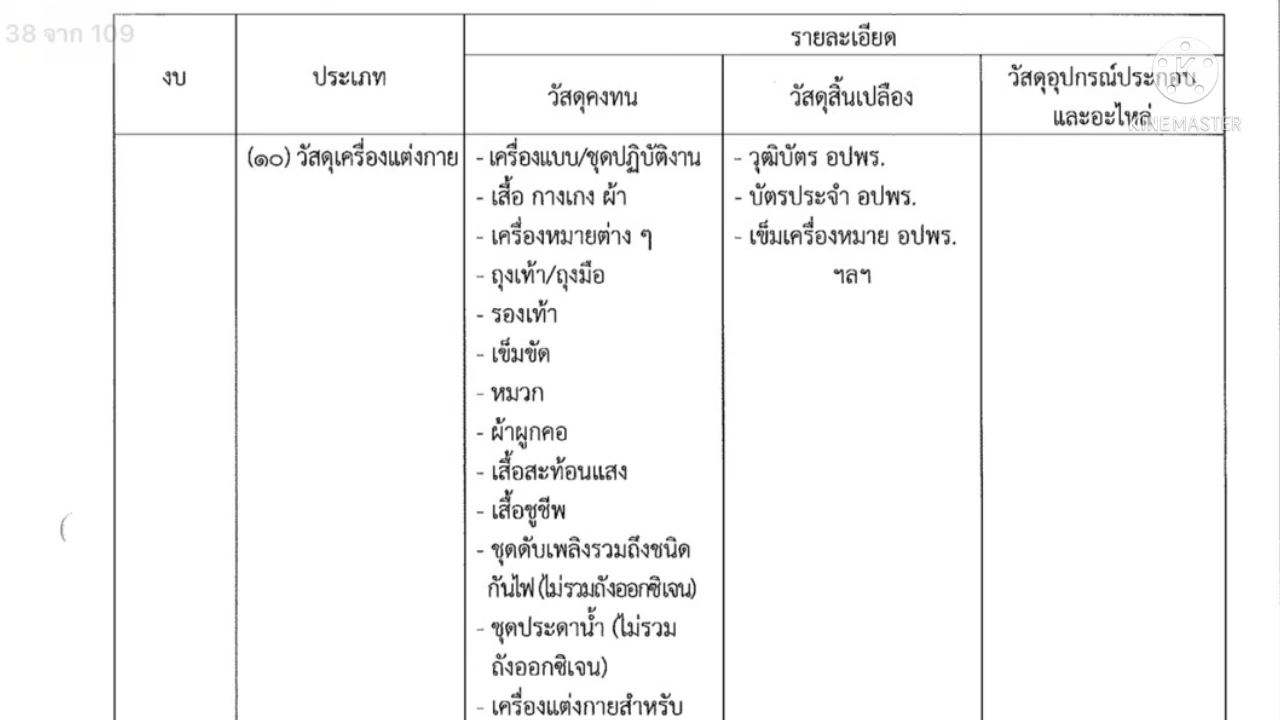 38 จาก 109
รายละเอียด
งบ
ประเภท
วัสดุคงทน
วัสดุสิ้นเปลือง
วัสดุอุปกรณ์ประกอบ
และอะไหล่
KINEMASTER
(๑๐) วัสดุเครื่องแต่งกาย
- เครื่องแบบ/ชุดปฏิบัติงาน
- เสื้อ กางเกง ผ้า
- เครื่องหมายต่าง ๆ
- ถุงเท้า/ถุงมือ
- รองเท้า
- เข็มขัด
- หมวก
- ผ้าผูกคอ
- เสื้อสะท้อนแสง
- เสื้อชูชีพ
- ชุดดับเพลิงรวมถึงชนิด
กันไฟ (ไม่รวมถังออกซิเจน)
- ชุดประดาน้ำ (ไม่รวม
ถังออกซิเจน)
- เครื่องแต่งกายสำหรับ
- วุฒิบัตร อปพร.
- บัตรประจำ อปพร.
- เข็มเครื่องหมาย อปพร.
ฯลฯ